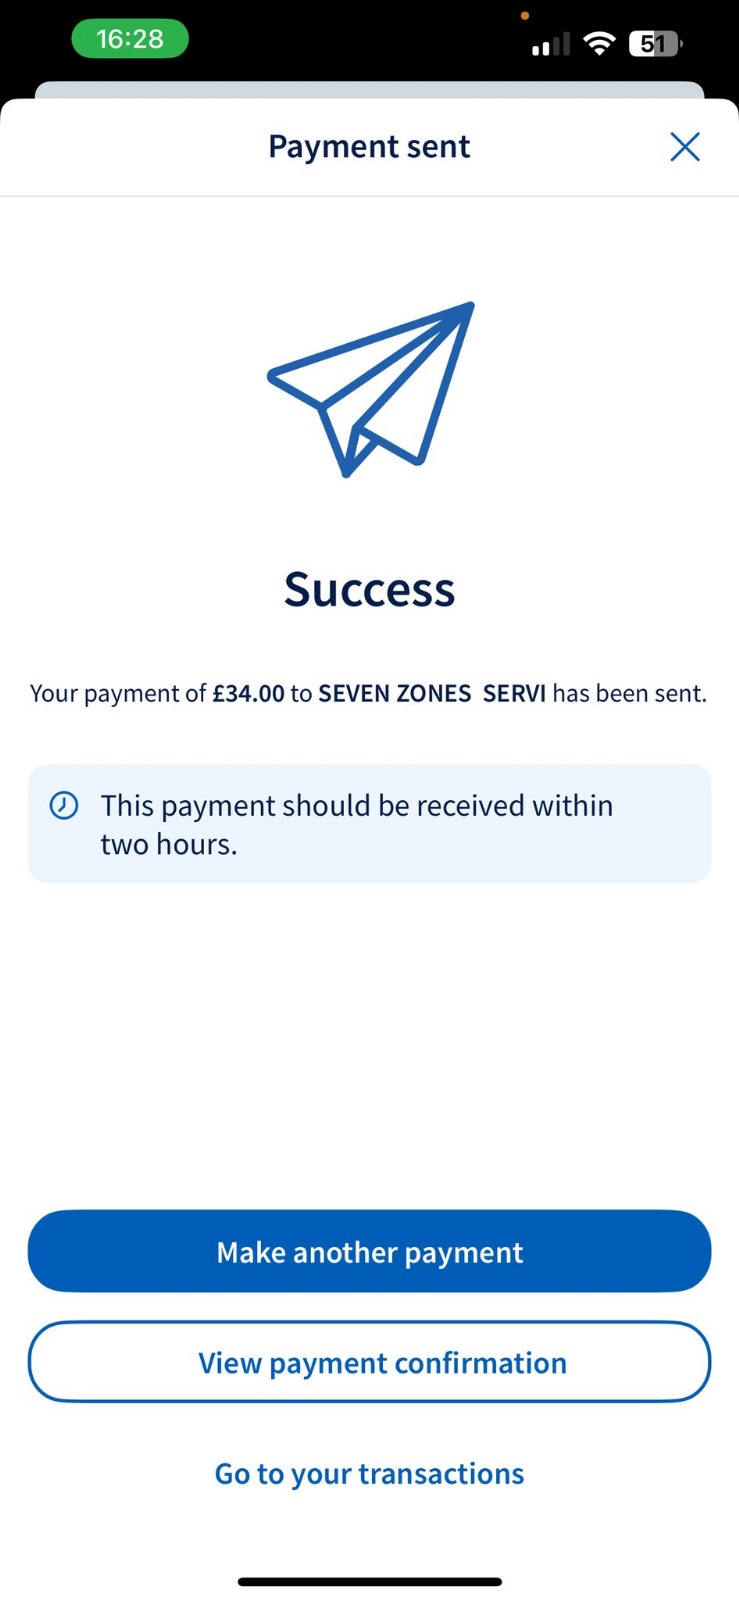 16:28
51
Payment sent
Success
Your payment of £34.00 to SEVEN ZONES  SERVI has been sent.
This payment should be received within
two hours.
Make another payment
View payment confirmation
Go to your transactions